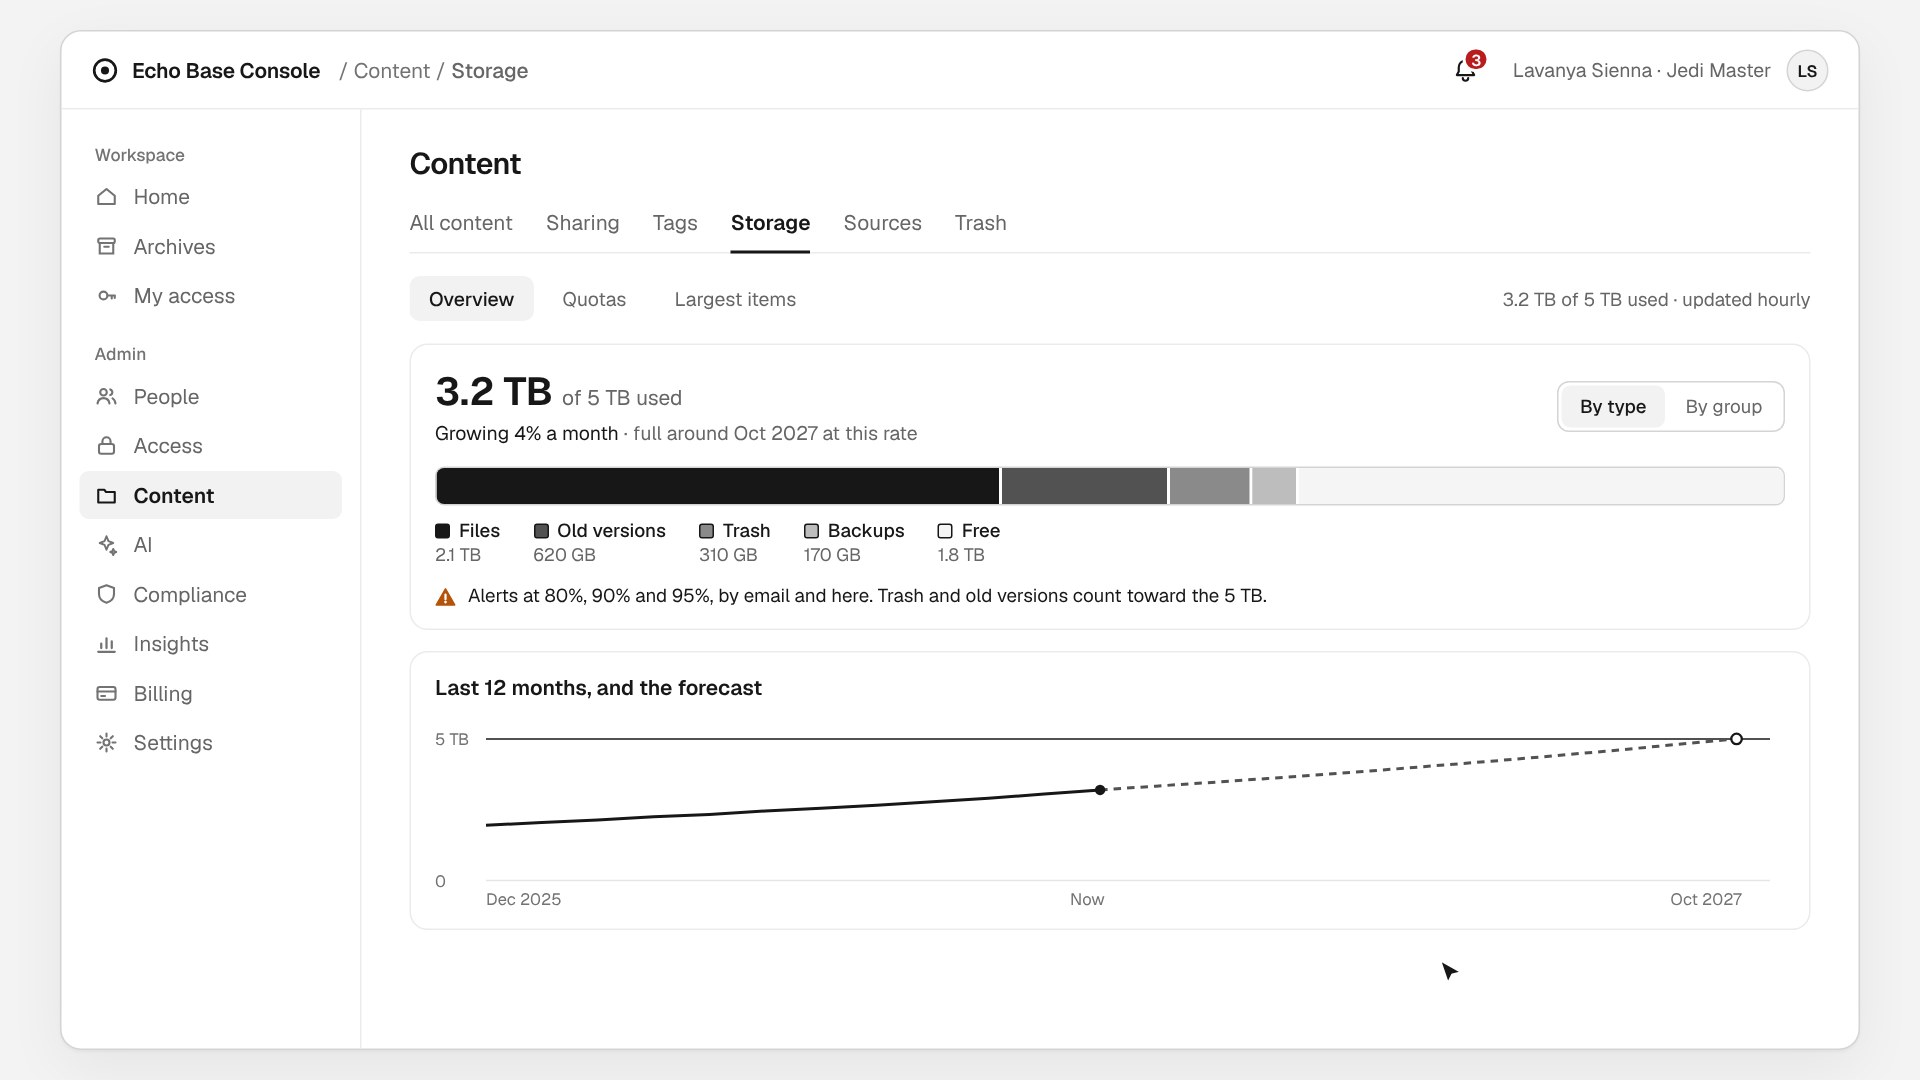 Echo Base Console / Content / Storage
3
Lavanya Sienna · Jedi Master
LS
Workspace
Home
Archives
My access
Admin
People
Access
Content
AI
Compliance
Insights
Billing
Settings
Content
All content Sharing Tags Storage Sources Trash
Overview Quotas Largest items
3.2 TB of 5 TB used · updated hourly
3.2 TB of 5 TB used
Growing 4% a month · full around Oct 2027 at this rate
By type By group
Files Old versions Trash Backups Free
2.1 TB 620 GB 310 GB 170 GB 1.8 TB
Alerts at 80%, 90% and 95%, by email and here. Trash and old versions count toward the 5 TB.
Last 12 months, and the forecast
5 TB
0
Dec 2025 Now Oct 2027